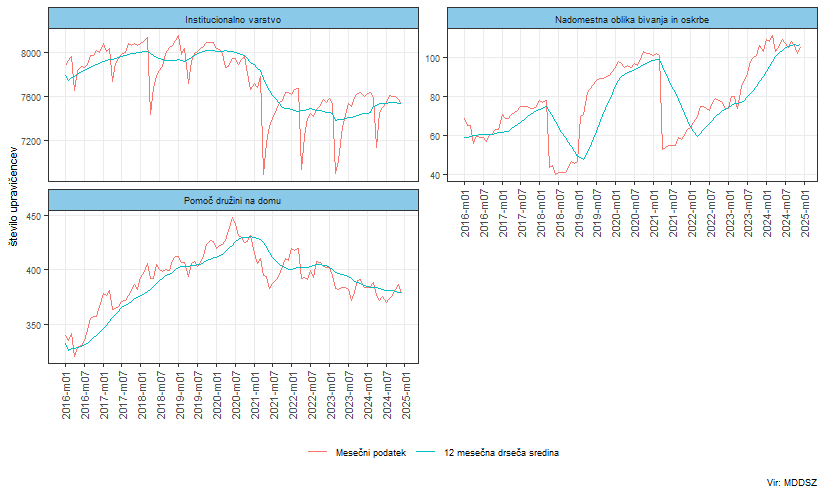 Institucionalno varstvo
Nadomestna oblika bivanja in oskrbe
8000
7600
7200
100
80
60
40
2016-m01
2016-m07
2017-m01
2017-m07
2018-m01
2018-m07
2019-m01
2019-m07
2020-m01
2020-m07
2021-m01
2021-m07
2022-m01
2022-m07
2023-m01
2023-m07
2024-m01
2024-m07
2025-m01
število upravičencev
Pomoč družini na domu
450
400
350
2016-m01
2016-m07
2017-m01
2017-m07
2018-m01
2018-m07
2019-m01
2019-m07
2020-m01
2020-m07
2021-m01
2021-m07
2022-m01
2022-m07
2023-m01
2023-m07
2024-m01
2024-m07
2025-m01
Mesečni podatek
12 mesečna drseča sredina
Vir: MDDSZ